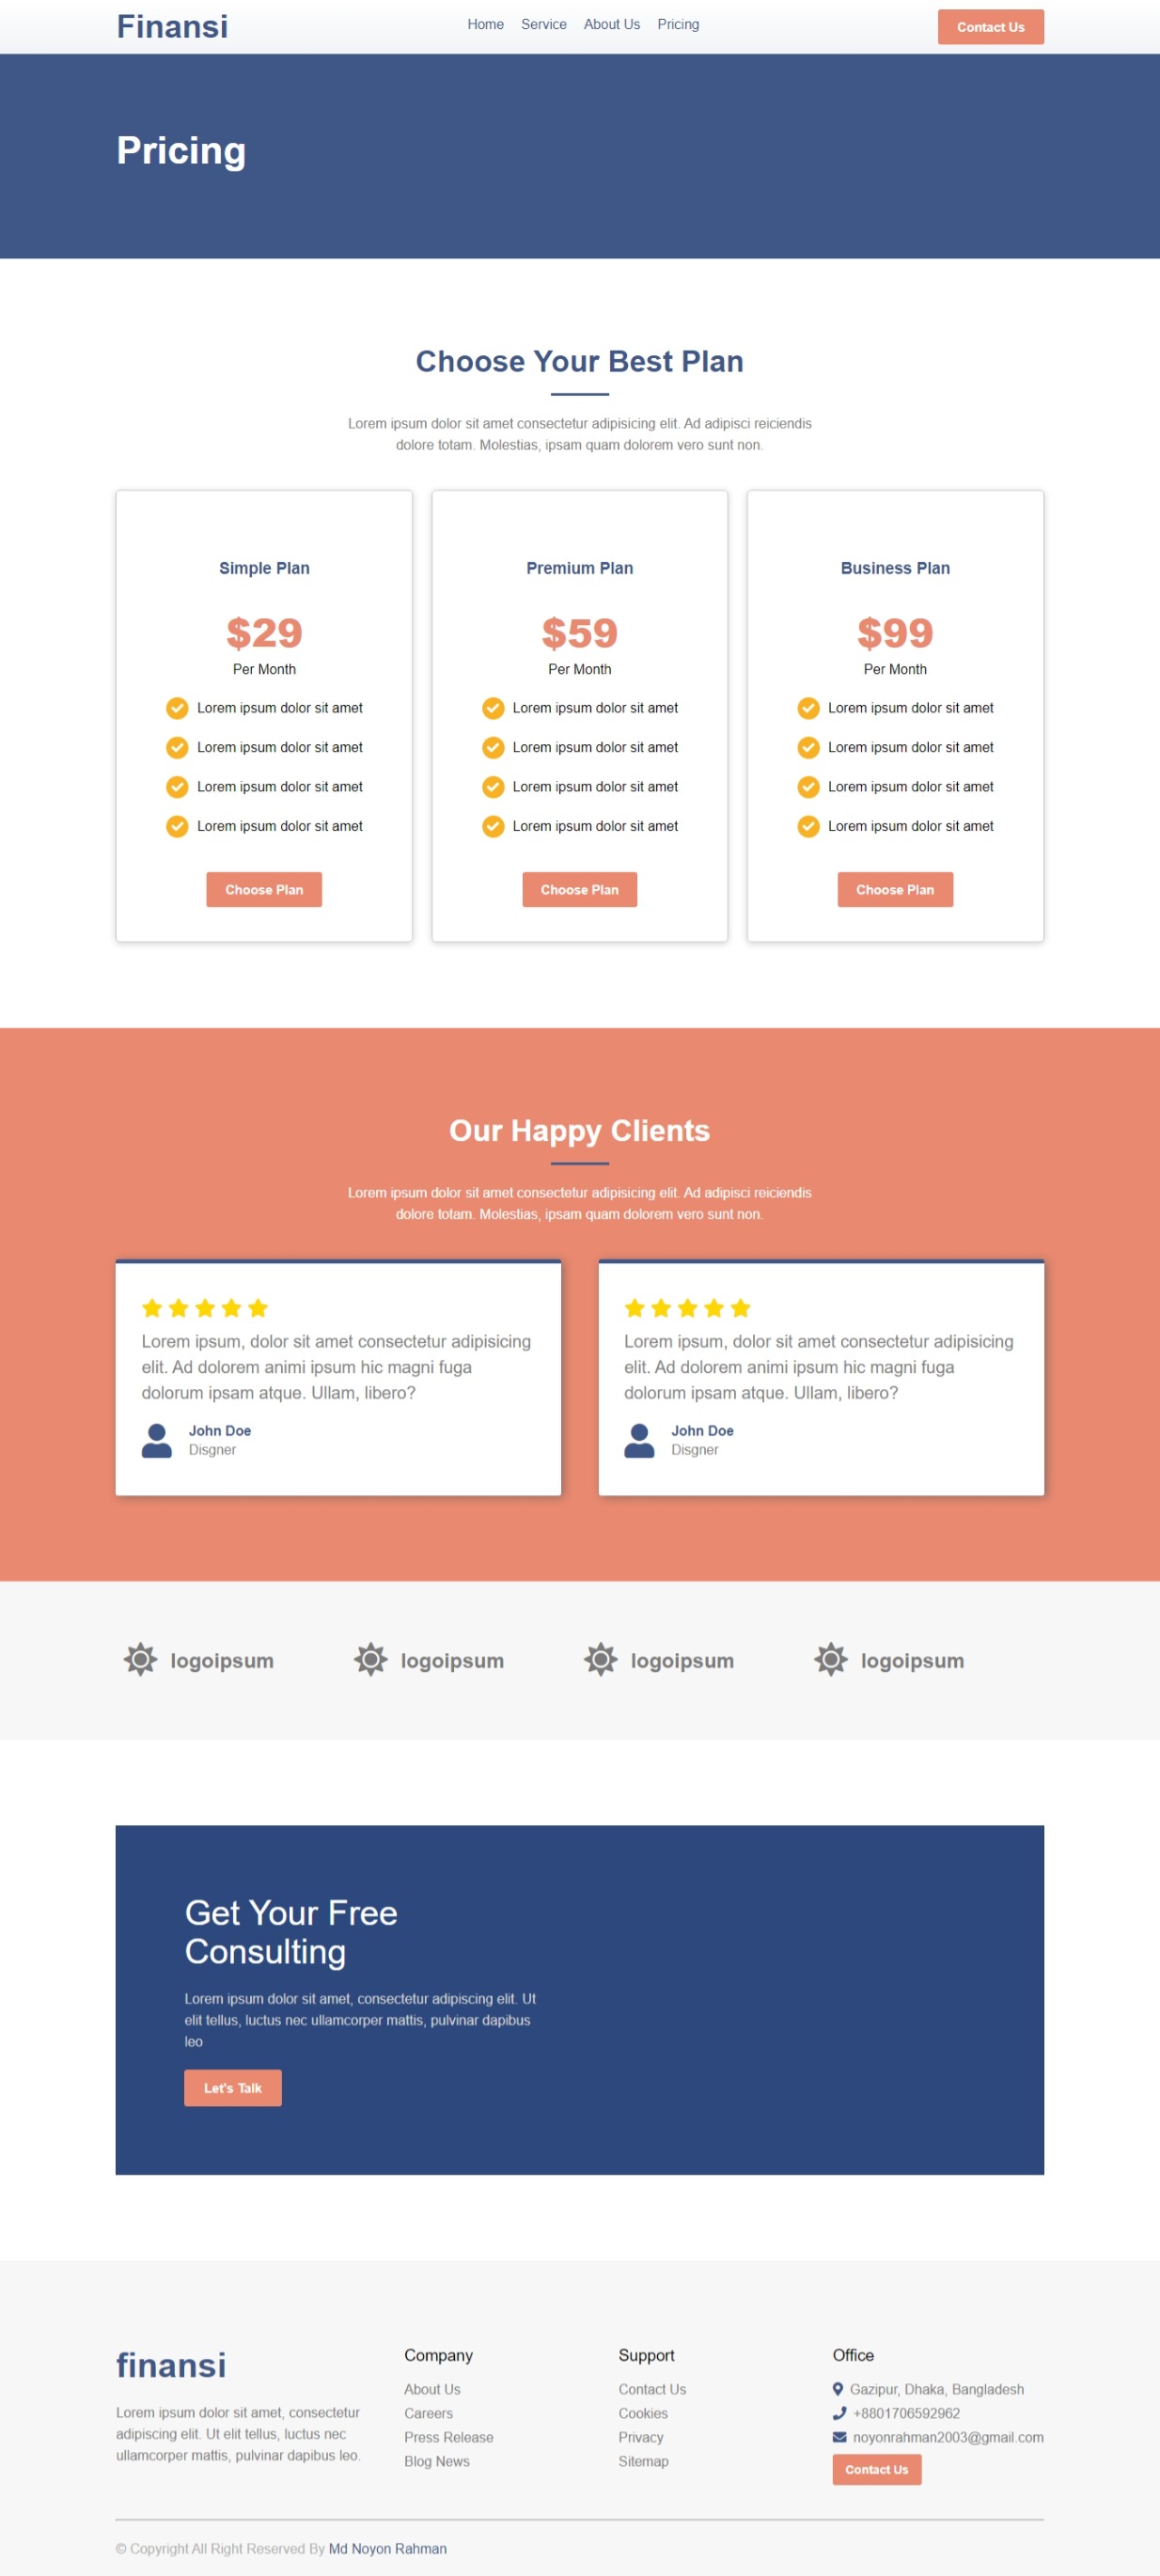 Finansi
Home Service About Us Pricing
Contact Us
Pricing
Choose Your Best Plan
Lorem ipsum dolor sit amet consectetur adipisicing elit. Ad adipisci reiciendis
dolore totam. Molestias, ipsam quam dolorem vero sunt non.
Simple Plan
$29
Per Month
Lorem ipsum dolor sit amet
Lorem ipsum dolor sit amet
Lorem ipsum dolor sit amet
Lorem ipsum dolor sit amet
Choose Plan
Premium Plan
$59
Per Month
Lorem ipsum dolor sit amet
Lorem ipsum dolor sit amet
Lorem ipsum dolor sit amet
Lorem ipsum dolor sit amet
Choose Plan
Business Plan
$99
Per Month
Lorem ipsum dolor sit amet
Lorem ipsum dolor sit amet
Lorem ipsum dolor sit amet
Lorem ipsum dolor sit amet
Choose Plan
Our Happy Clients
Lorem ipsum dolor sit amet consectetur adipisicing elit. Ad adipisci reiciendis
dolore totam. Molestias, ipsam quam dolorem vero sunt non.
Lorem ipsum, dolor sit amet consectetur adipisicing
elit. Ad dolorem animi ipsum hic magni fuga
dolorum ipsam atque. Ullam, libero?
John Doe
Disgner
Lorem ipsum, dolor sit amet consectetur adipisicing
elit. Ad dolorem animi ipsum hic magni fuga
dolorum ipsam atque. Ullam, libero?
John Doe
Disgner
logoipsum
logoipsum
logoipsum
logoipsum
Get Your Free
Consulting
Lorem ipsum dolor sit amet, consectetur adipiscing elit. Ut
elit tellus, luctus nec ullamcorper mattis, pulvinar dapibus
leo
Let's Talk
finansi
Lorem ipsum dolor sit amet, consectetur
adipiscing elit. Ut elit tellus, luctus nec
ullamcorper mattis, pulvinar dapibus leo.
Company
About Us
Careers
Press Release
Blog News
Support
Contact Us
Cookies
Privacy
Sitemap
Office
Gazipur, Dhaka, Bangladesh
+8801706592962
noyonrahman2003@gmail.com
Contact Us
© Copyright All Right Reserved By Md Noyon Rahman